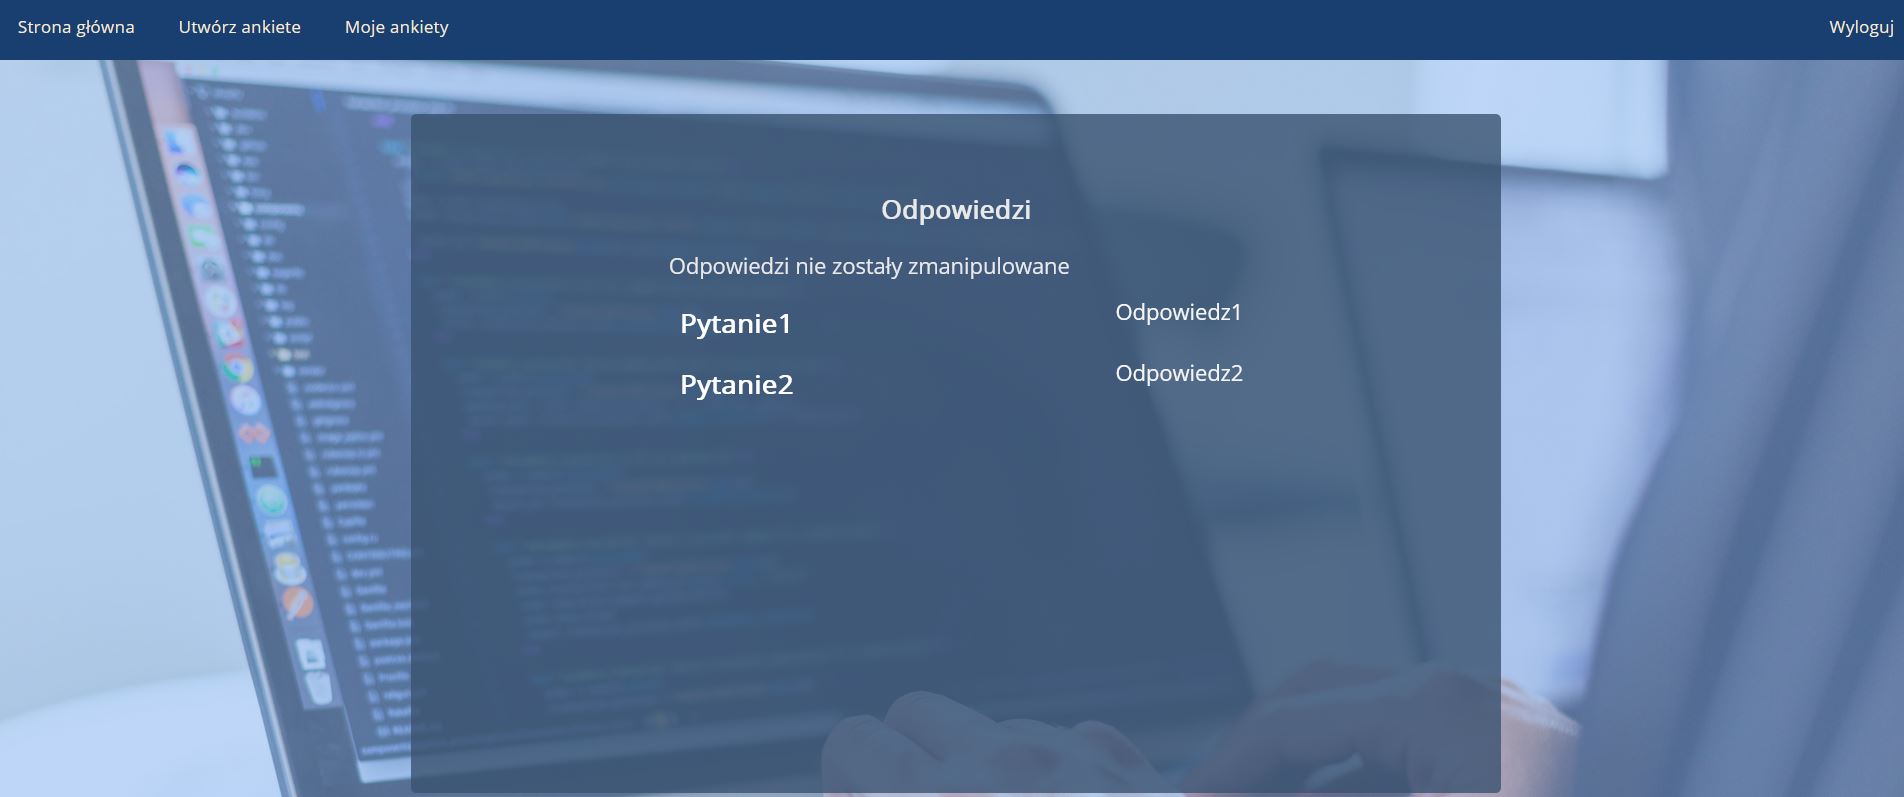 Strona główna Utwórz ankiete Moje ankiety Wyloguj
Odpowiedzi
Odpowiedzi nie zostały zmanipulowane
Pytanie1 Odpowiedz1
Pytanie2 Odpowiedz2